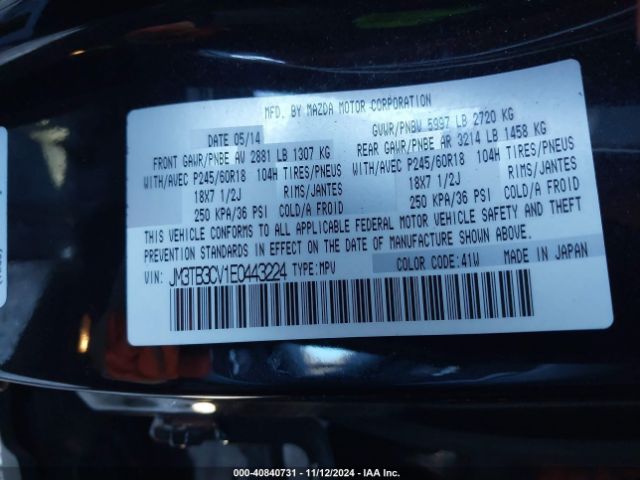 MFD. BY MAZDA MOTOR CORPORATION
DATE 05/14 GVWR/PNBV 5997 LB 2720 KG
FRONT GAWR/PNBE AV 2881 LB 1307 KG REAR GAWR/PNBE AR 3214 LB 1458 KG
WITH/AVEC P245/60R18 104H TIRES/PNEUS WITH/AVEC P245/60R18 104H TIRES/PNEUS
18X7 1/2J RIMS/JANTES 18X7 1/2J RIMS/JANTES
250 KPA/36 PSI COLD/A FROID 250 KPA/36 PSI COLD/A FROID
THIS VEHICLE CONFORMS TO ALL APPLICABLE FEDERAL MOTOR VEHICLE SAFETY AND THEFT
PREVENTION STANDARDS IN EFFECT ON THE DATE OF MANUFACTURE SHOWN ABOVE.
VIN: JM3TB3CV1E0443224 TYPE:MPV COLOR CODE:41W MADE IN JAPAN
000-40840731 - 11/12/2024 - IAA Inc.